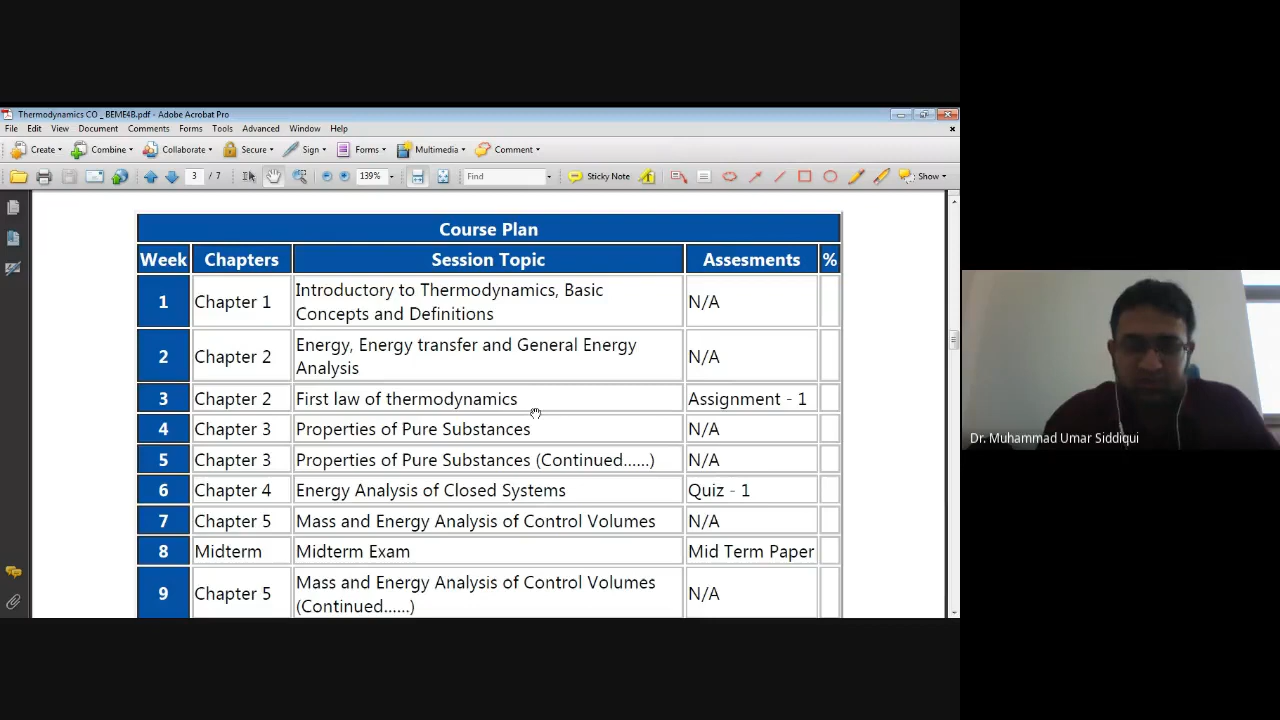 Thermodynamics CO _ BEME4B.pdf - Adobe Acrobat Pro
File Edit View Document Comments Forms Tools Advanced Window Help
Create Combine Collaborate Secure Sign Forms Multimedia Comment
3 / 7 139% Find Sticky Note Show
Course Plan
Week Chapters Session Topic Assesments %
1 Chapter 1 Introductory to Thermodynamics, Basic
Concepts and Definitions N/A
2 Chapter 2 Energy, Energy transfer and General Energy
Analysis N/A
3 Chapter 2 First law of thermodynamics Assignment - 1
4 Chapter 3 Properties of Pure Substances N/A
5 Chapter 3 Properties of Pure Substances (Continued......) N/A
6 Chapter 4 Energy Analysis of Closed Systems Quiz - 1
7 Chapter 5 Mass and Energy Analysis of Control Volumes N/A
8 Midterm Midterm Exam Mid Term Paper
9 Chapter 5 Mass and Energy Analysis of Control Volumes
(Continued......) N/A
Dr. Muhammad Umar Siddiqui